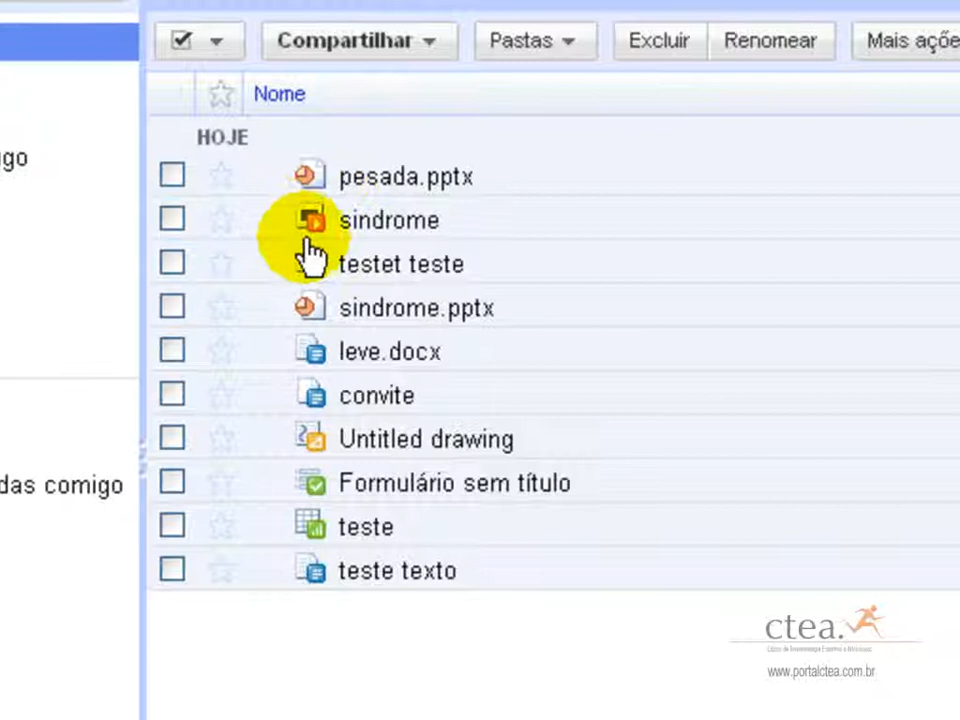 Compartilhar
Pastas
Excluir
Renomear
Mais açõe
Nome
HOJE
go
pesada.pptx
sindrome
testet teste
sindrome.pptx
leve.docx
convite
Untitled drawing
das comigo
Formulário sem título
teste
teste texto
ctea.
www.portalctea.com.br